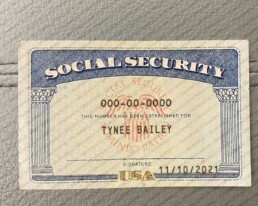 SOCIAL SECURITY
000-00-0000
THIS NUMBER HAS BEEN ESTABLISHED FOR
TYNEE BAILEY
SIGNATURE
11/10/2021
USA